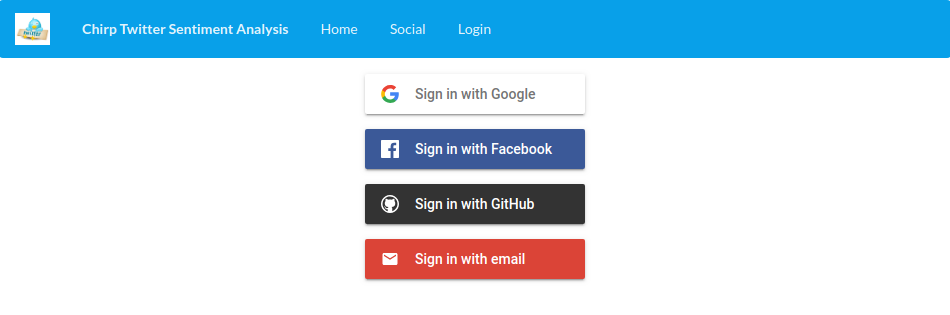 Chirp Twitter Sentiment Analysis
Home
Social
Login
Sign in with Google
Sign in with Facebook
Sign in with GitHub
Sign in with email